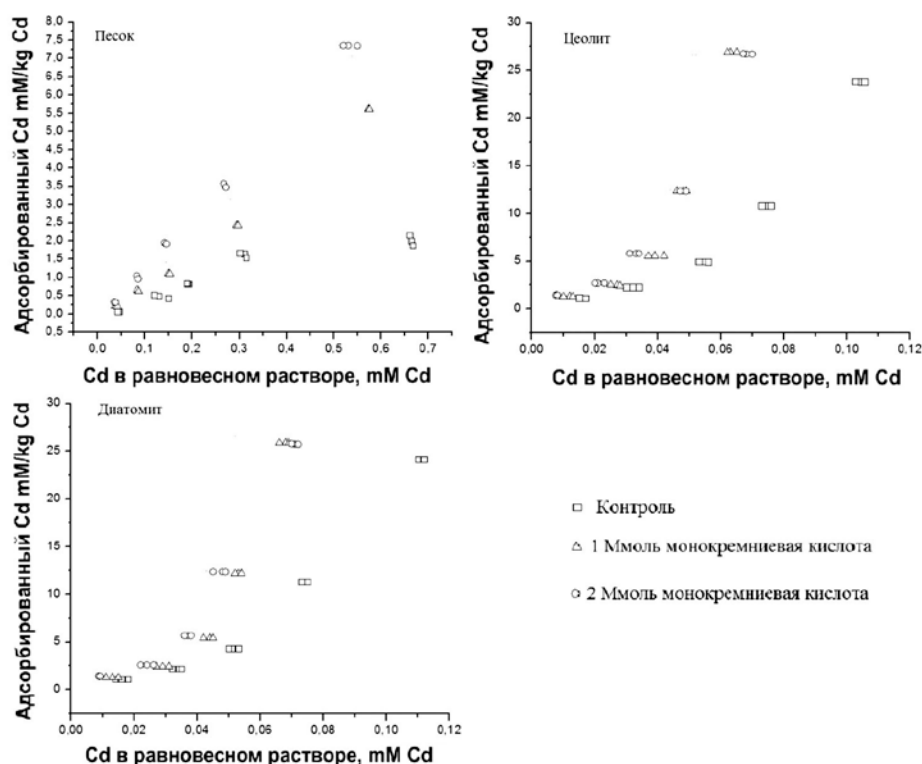 Песок
Адсорбированный Cd mM/kg Cd
8.0
7.5
7.0
6.5
6.0
5.5
5.0
4.5
4.0
3.5
3.0
2.5
2.0
1.5
1.0
0.5
0.0
0.5
0,0 0,1 0,2 0,3 0,4 0,5 0,6 0,7
Cd в равновесном растворе, mM Cd
Цеолит
Адсорбированный Cd mM/kg Cd
30
25
20
15
10
5
0
0,00 0,02 0,04 0,06 0,08 0,10 0,12
Cd в равновесном растворе, mM Cd
Диатомит
Адсорбированный Cd mM/kg Cd
30
25
20
15
10
5
0
0,00 0,02 0,04 0,06 0,08 0,10 0,12
Cd в равновесном растворе, mM Cd
Контроль
1 Ммоль монокремниевая кислота
2 Ммоль монокремниевая кислота